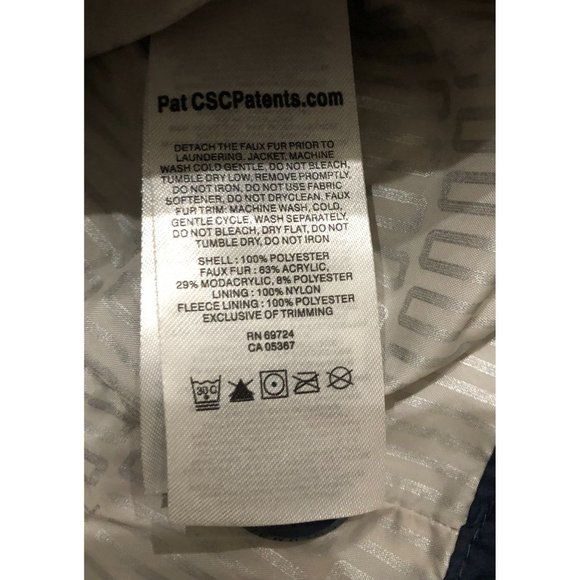 Pat CSCPatents.com
DETACH THE FAUX FUR PRIOR TO
LAUNDERING. JACKET: MACHINE
WASH COLD GENTLE, DO NOT BLEACH,
TUMBLE DRY LOW, REMOVE PROMPTLY,
DO NOT IRON, DO NOT USE FABRIC
SOFTENER, DO NOT DRYCLEAN. FAUX
FUR TRIM: MACHINE WASH, COLD,
GENTLE CYCLE, WASH SEPARATELY,
DO NOT BLEACH, DRY FLAT, DO NOT
TUMBLE DRY, DO NOT IRON
SHELL : 100% POLYESTER
FAUX FUR : 63% ACRYLIC,
29% MODACRYLIC, 8% POLYESTER
LINING : 100% NYLON
FLEECE LINING : 100% POLYESTER
EXCLUSIVE OF TRIMMING
RN 69724
CA 05367
30°C